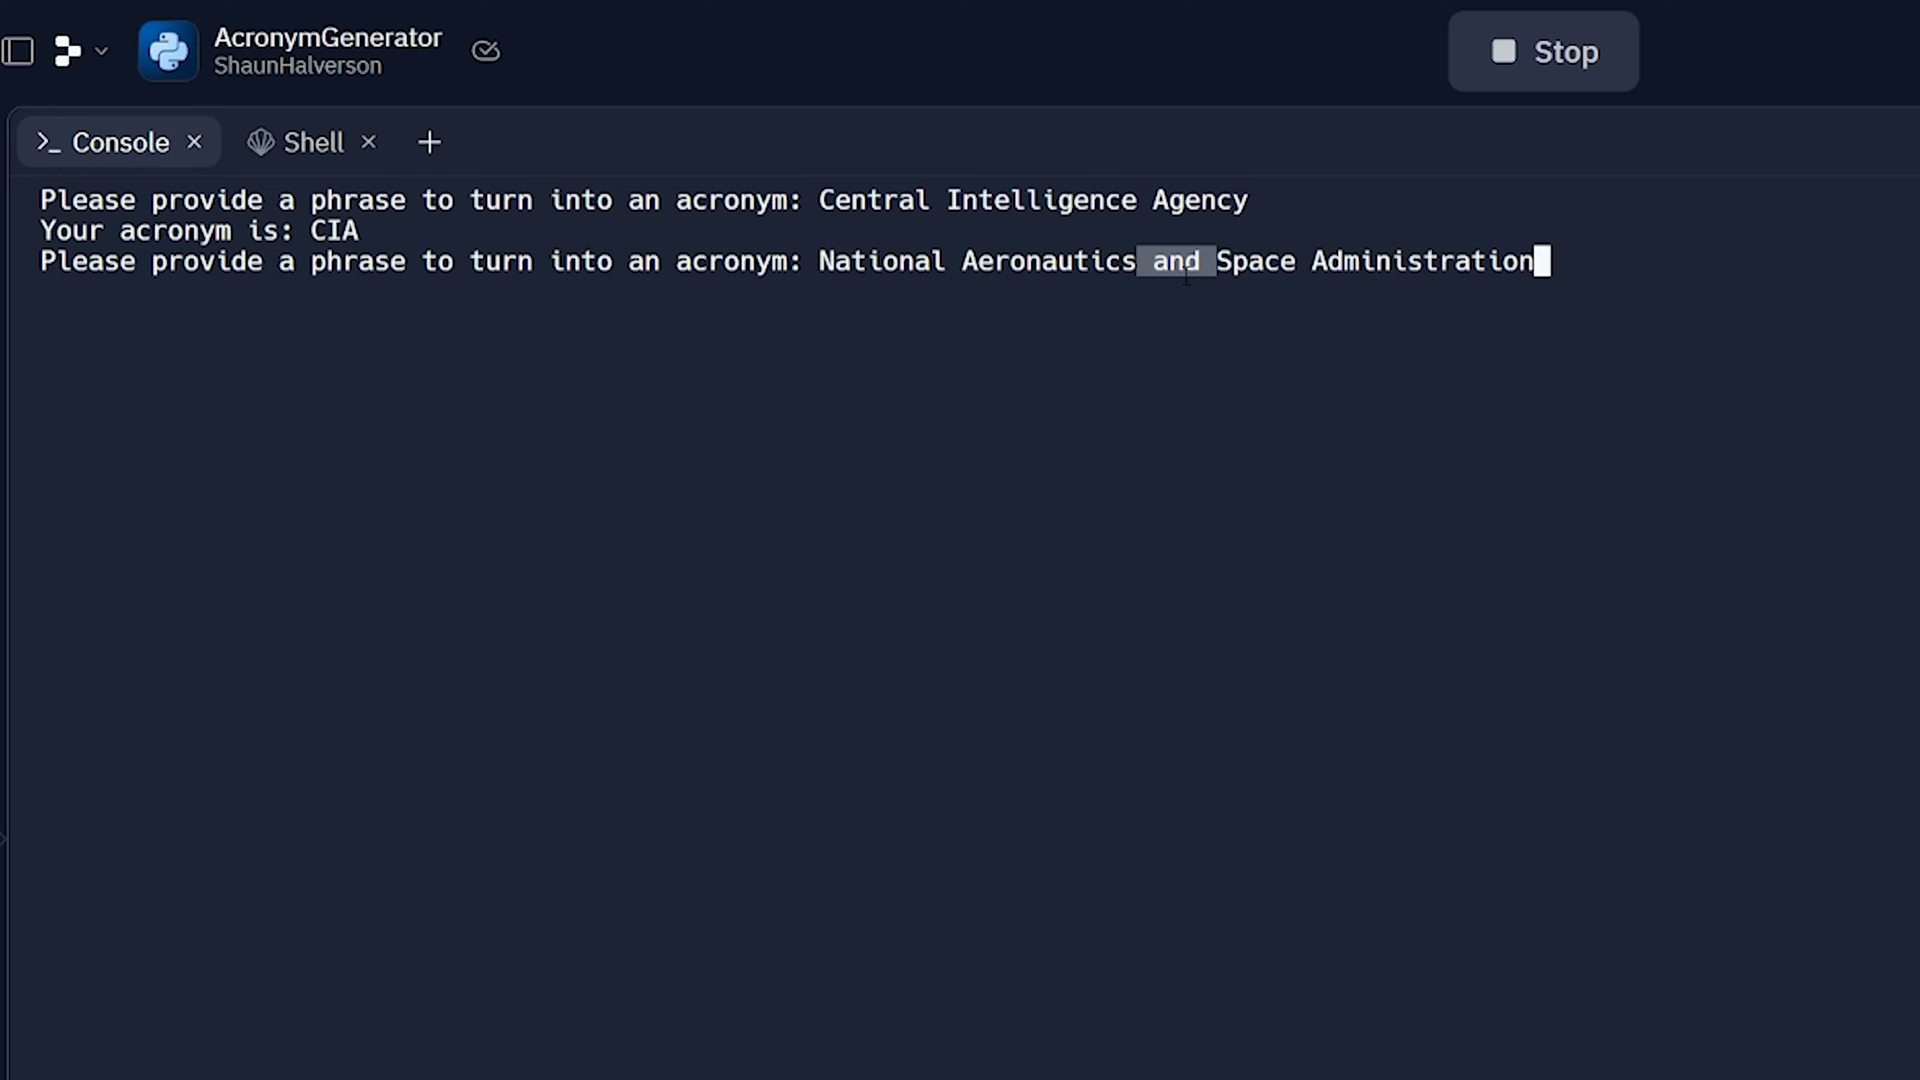 AcronymGenerator
ShaunHalverson
Stop
>_ Console × Shell × +
Please provide a phrase to turn into an acronym: Central Intelligence Agency
Your acronym is: CIA
Please provide a phrase to turn into an acronym: National Aeronautics and Space Administration